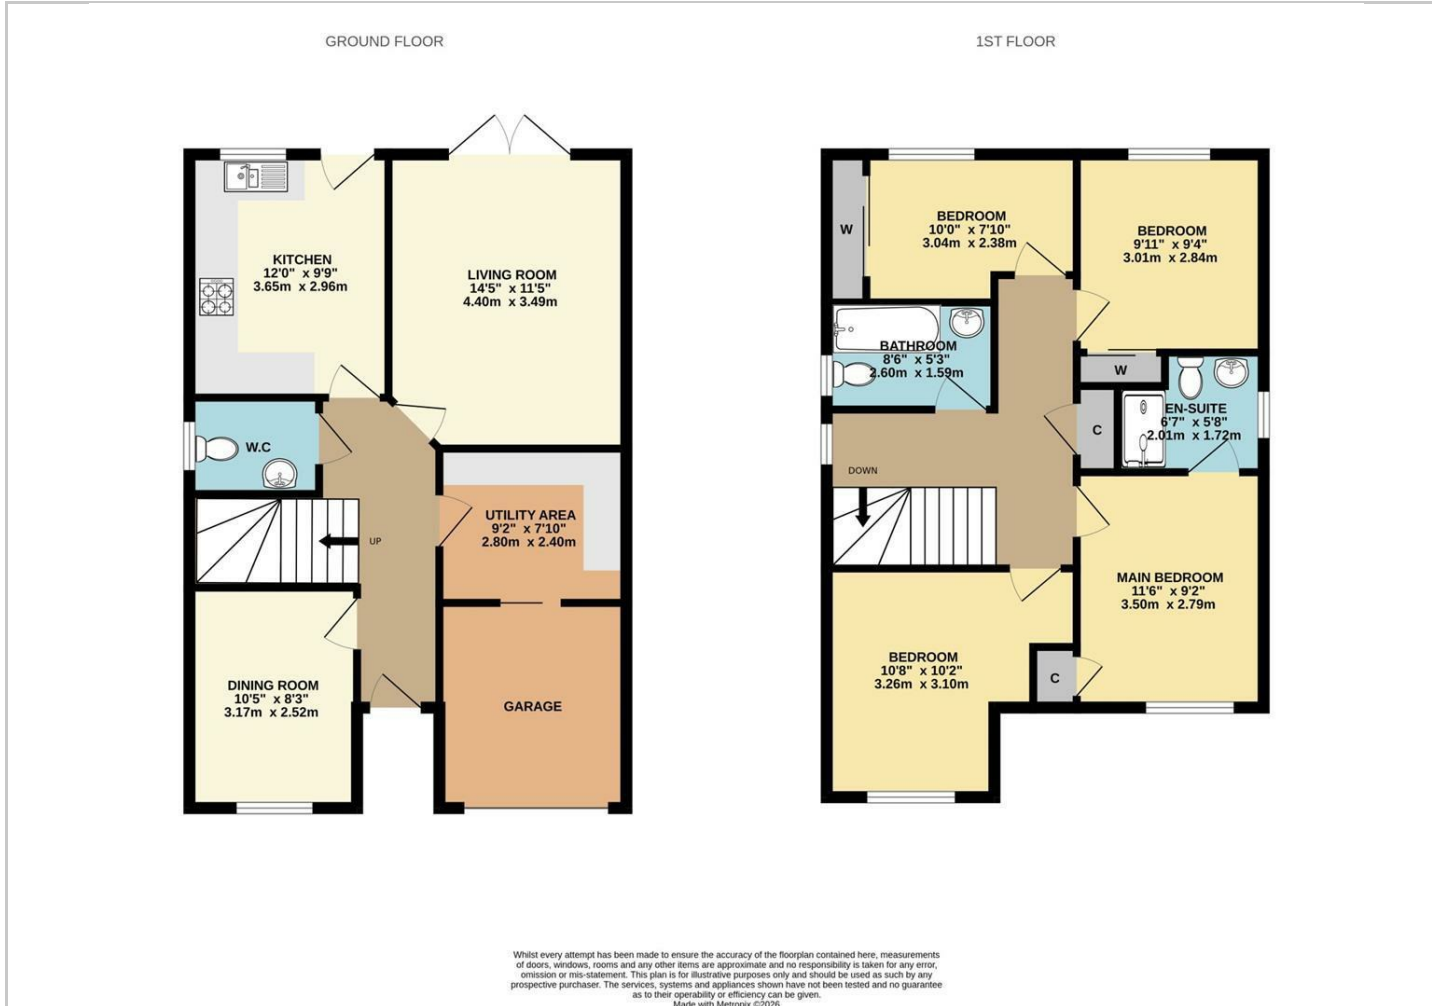 GROUND FLOOR
1ST FLOOR
KITCHEN
12'0" x 9'9"
3.65m x 2.96m
LIVING ROOM
14'5" x 11'5"
4.40m x 3.49m
W.C
UP
UTILITY AREA
9'2" x 7'10"
2.80m x 2.40m
DINING ROOM
10'5" x 8'3"
3.17m x 2.52m
GARAGE
W
BEDROOM
10'0" x 7'10"
3.04m x 2.38m
BEDROOM
9'11" x 9'4"
3.01m x 2.84m
BATHROOM
8'6" x 5'3"
2.60m x 1.59m
W
EN-SUITE
6'7" x 5'8"
2.01m x 1.72m
C
DOWN
MAIN BEDROOM
11'6" x 9'2"
3.50m x 2.79m
BEDROOM
10'8" x 10'2"
3.26m x 3.10m
C
Whilst every attempt has been made to ensure the accuracy of the floorplan contained here, measurements
of doors, windows, rooms and any other items are approximate and no responsibility is taken for any error,
omission or mis-statement. This plan is for illustrative purposes only and should be used as such by any
prospective purchaser. The services, systems and appliances shown have not been tested and no guarantee
as to their operability or efficiency can be given.
Made with Metropix ©2026